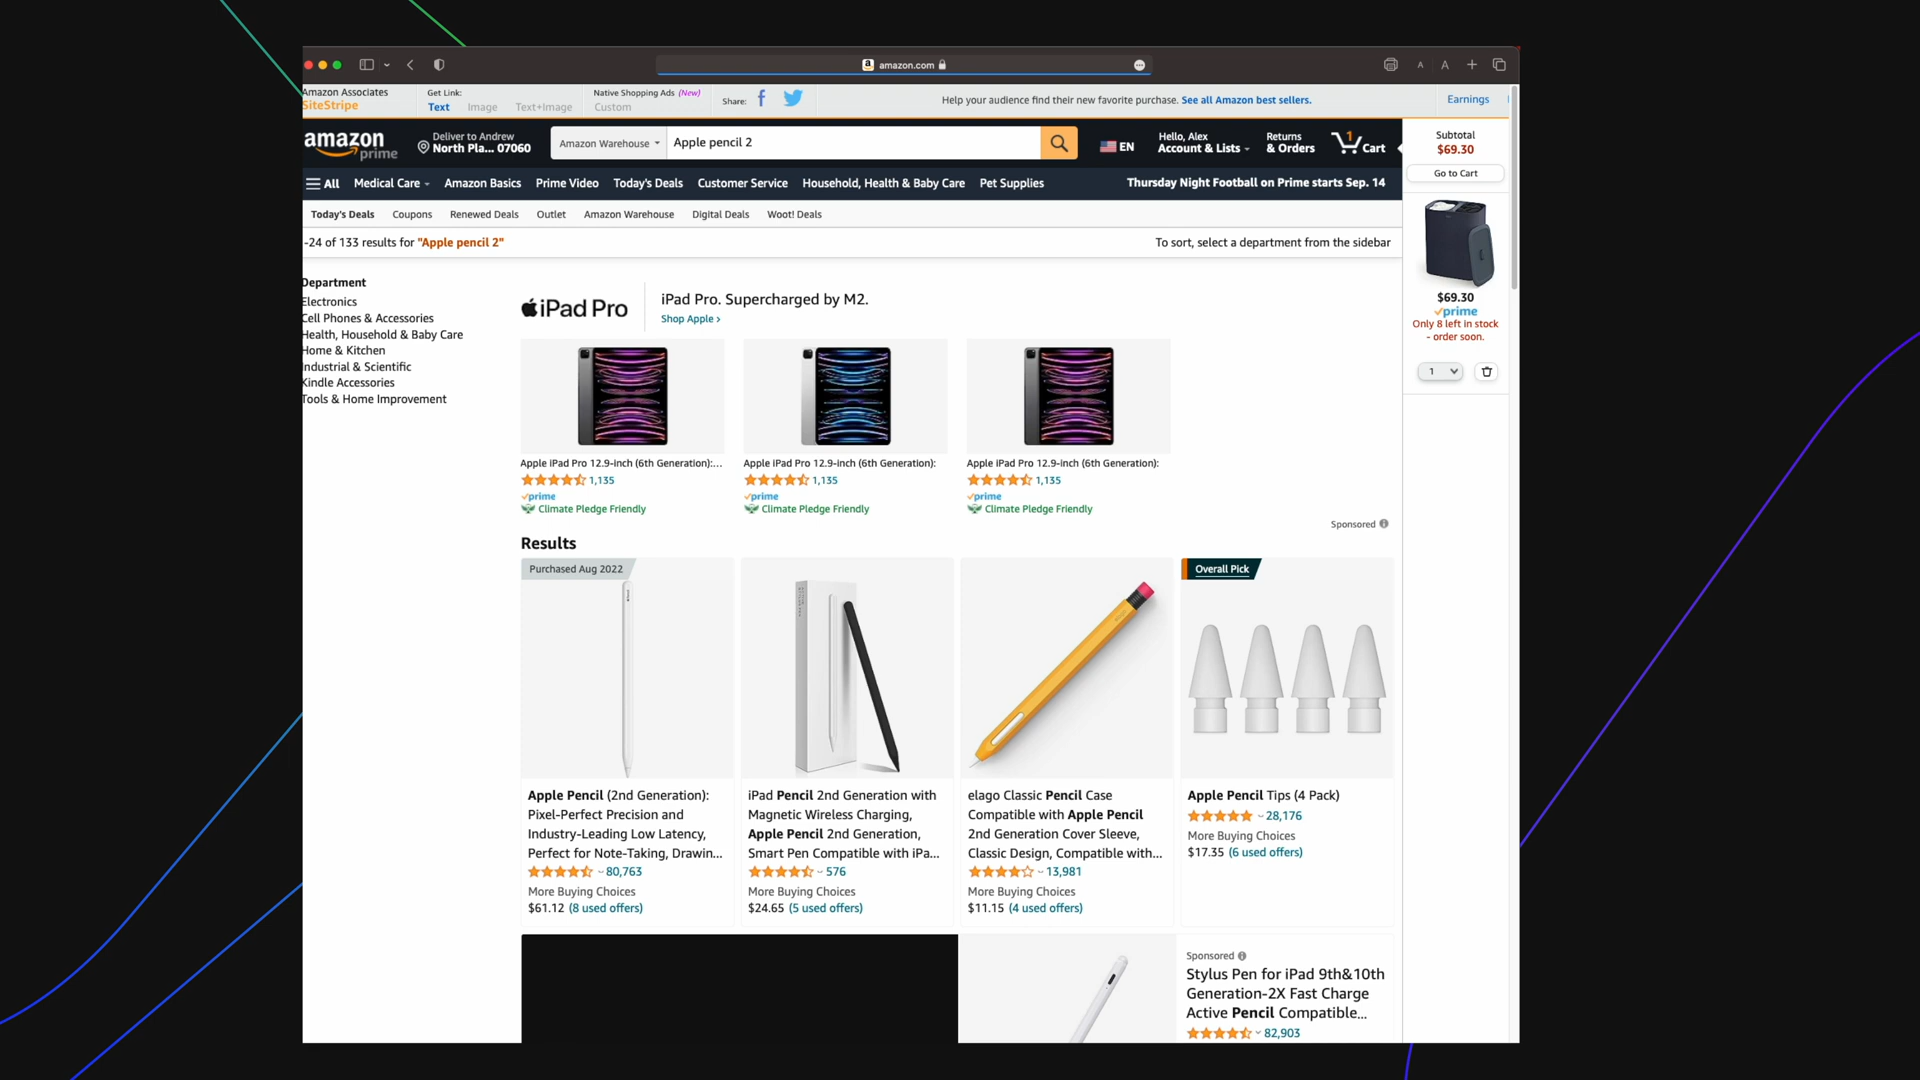 amazon.com
Amazon Associates
SiteStripe
Get Link:
Text
Image
Text+Image
Native Shopping Ads (New)
Custom
Share:
Help your audience find their new favorite purchase. See all Amazon best sellers.
Earnings
amazon
prime
Deliver to Andrew
North Pla... 07060
Amazon Warehouse
Apple pencil 2
EN
Hello, Alex
Account & Lists
Returns
& Orders
1
Cart
Subtotal
$69.30
Go to Cart
All
Medical Care
Amazon Basics
Prime Video
Today's Deals
Customer Service
Household, Health & Baby Care
Pet Supplies
Thursday Night Football on Prime starts Sep. 14
Today's Deals
Coupons
Renewed Deals
Outlet
Amazon Warehouse
Digital Deals
Woot! Deals
-24 of 133 results for "Apple pencil 2"
To sort, select a department from the sidebar
$69.30
prime
Only 8 left in stock
- order soon.
1
Department
Electronics
Cell Phones & Accessories
Health, Household & Baby Care
Home & Kitchen
Industrial & Scientific
Kindle Accessories
Tools & Home Improvement
iPad Pro
iPad Pro. Supercharged by M2.
Shop Apple ›
Apple iPad Pro 12.9-inch (6th Generation):...
1,135
prime
Climate Pledge Friendly
Apple iPad Pro 12.9-inch (6th Generation):
1,135
prime
Climate Pledge Friendly
Apple iPad Pro 12.9-inch (6th Generation):
1,135
prime
Climate Pledge Friendly
Sponsored
Results
Purchased Aug 2022
Apple Pencil (2nd Generation):
Pixel-Perfect Precision and
Industry-Leading Low Latency,
Perfect for Note-Taking, Drawin...
80,763
More Buying Choices
$61.12 (8 used offers)
iPad Pencil 2nd Generation with
Magnetic Wireless Charging,
Apple Pencil 2nd Generation,
Smart Pen Compatible with iPa...
576
More Buying Choices
$24.65 (5 used offers)
elago Classic Pencil Case
Compatible with Apple Pencil
2nd Generation Cover Sleeve,
Classic Design, Compatible with...
13,981
More Buying Choices
$11.15 (4 used offers)
Overall Pick
Apple Pencil Tips (4 Pack)
28,176
More Buying Choices
$17.35 (6 used offers)
Sponsored
Stylus Pen for iPad 9th&10th
Generation-2X Fast Charge
Active Pencil Compatible...
82,903